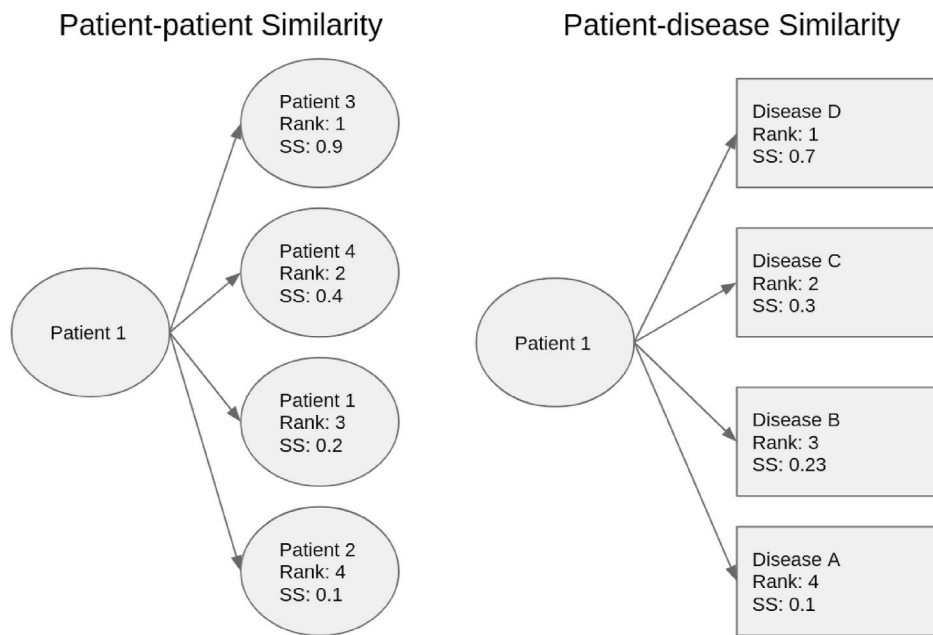 Patient-patient Similarity
Patient 1
Patient 3
Rank: 1
SS: 0.9
Patient 4
Rank: 2
SS: 0.4
Patient 1
Rank: 3
SS: 0.2
Patient 2
Rank: 4
SS: 0.1
Patient-disease Similarity
Patient 1
Disease D
Rank: 1
SS: 0.7
Disease C
Rank: 2
SS: 0.3
Disease B
Rank: 3
SS: 0.23
Disease A
Rank: 4
SS: 0.1